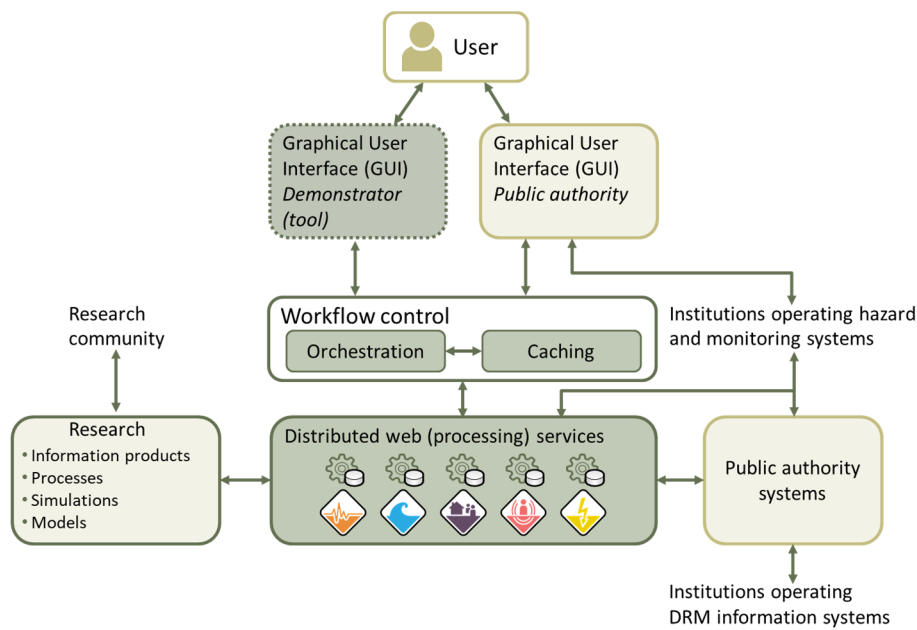 User
Graphical User
Interface (GUI)
Demonstrator
(tool)
Graphical User
Interface (GUI)
Public authority
Workflow control
Orchestration
Caching
Research
community
Institutions operating hazard
and monitoring systems
Research
• Information products
• Processes
• Simulations
• Models
Distributed web (processing) services
Public authority
systems
Institutions operating
DRM information systems